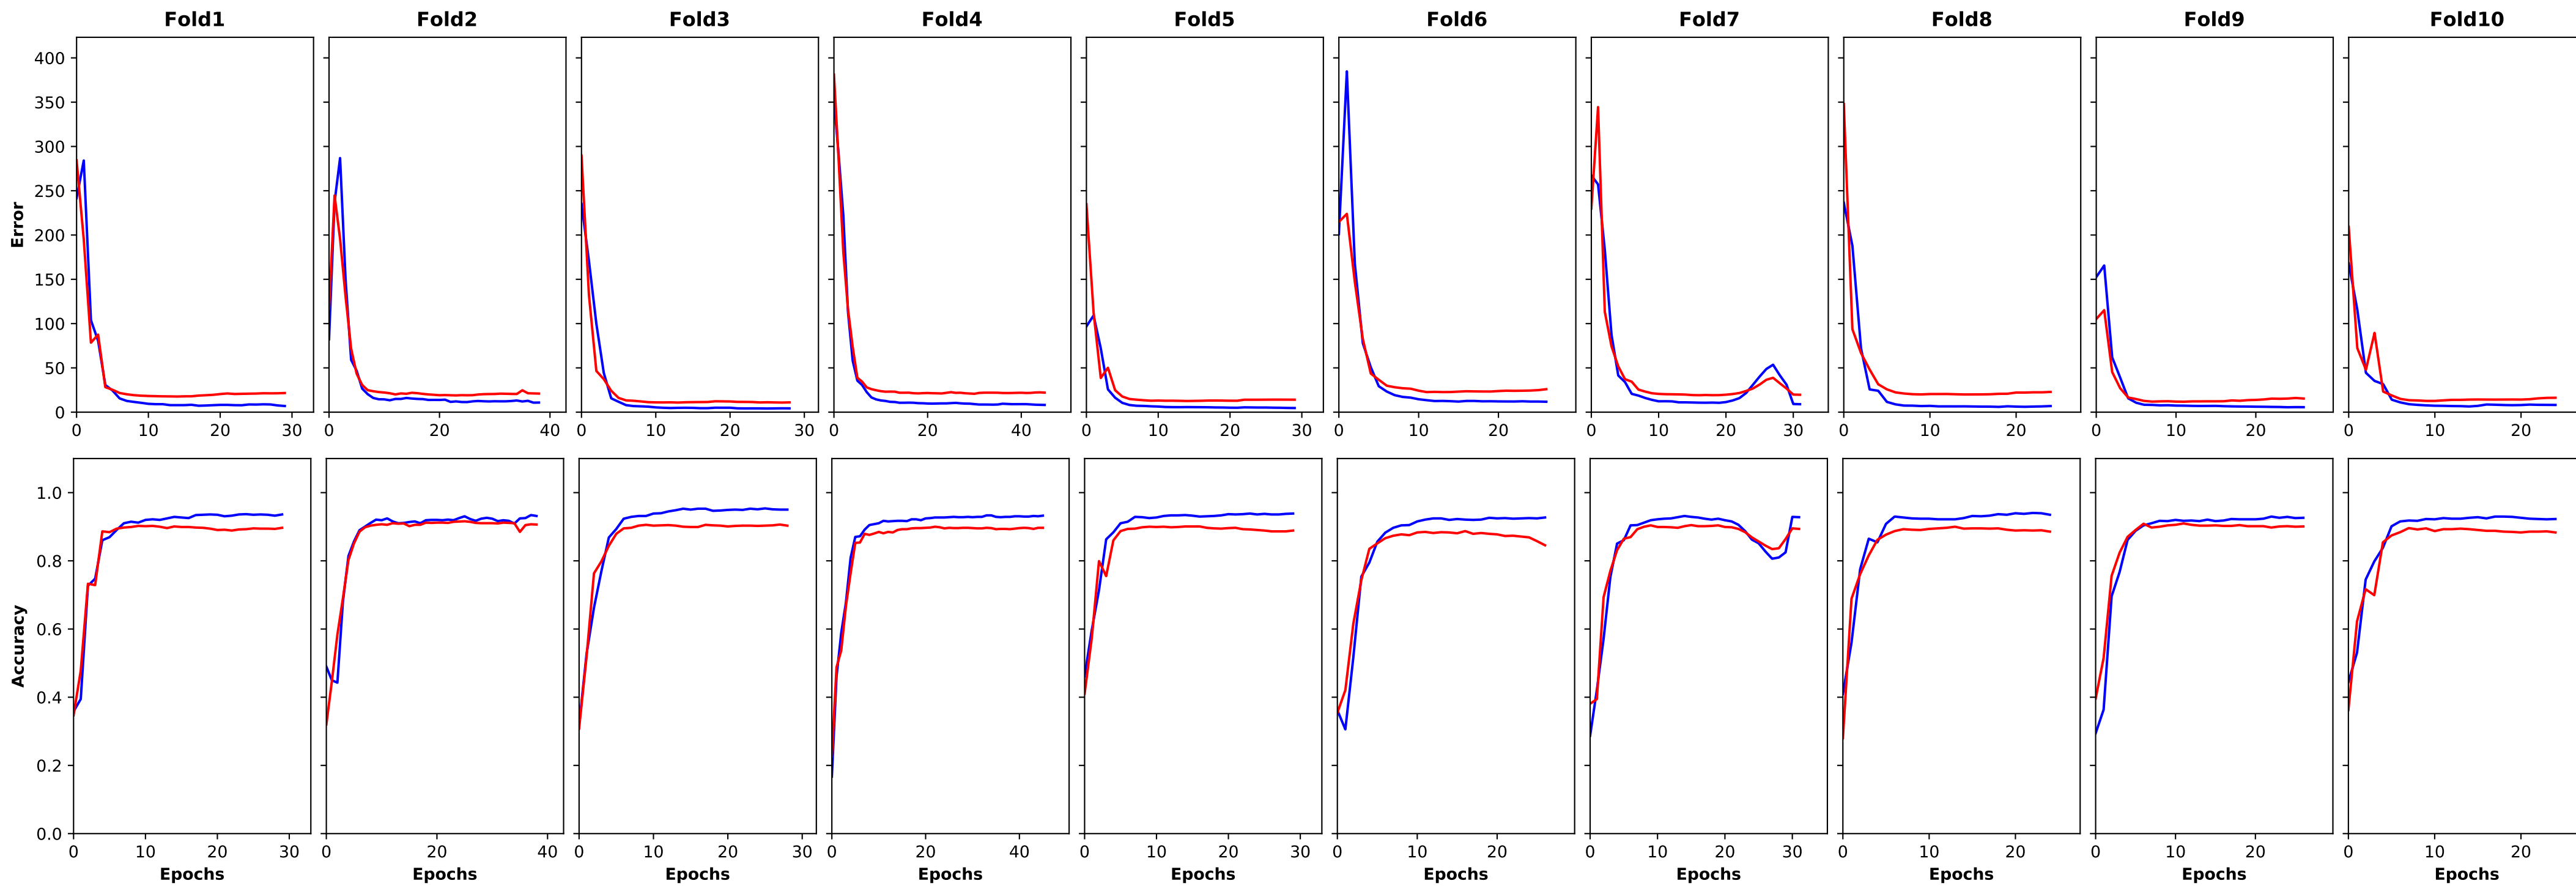 Fold1 Fold2 Fold3 Fold4 Fold5 Fold6 Fold7 Fold8 Fold9 Fold10
400
350
300
250
200
150
100
50
0
Error
0 10 20 30 0 20 40 0 10 20 30 0 20 40 0 10 20 30 0 10 20 0 10 20 30 0 10 20 0 10 20 0 10 20
1.0
0.8
0.6
0.4
0.2
0.0
Accuracy
0 10 20 30 0 20 40 0 10 20 30 0 20 40 0 10 20 30 0 10 20 0 10 20 30 0 10 20 0 10 20 0 10 20
Epochs Epochs Epochs Epochs Epochs Epochs Epochs Epochs Epochs Epochs